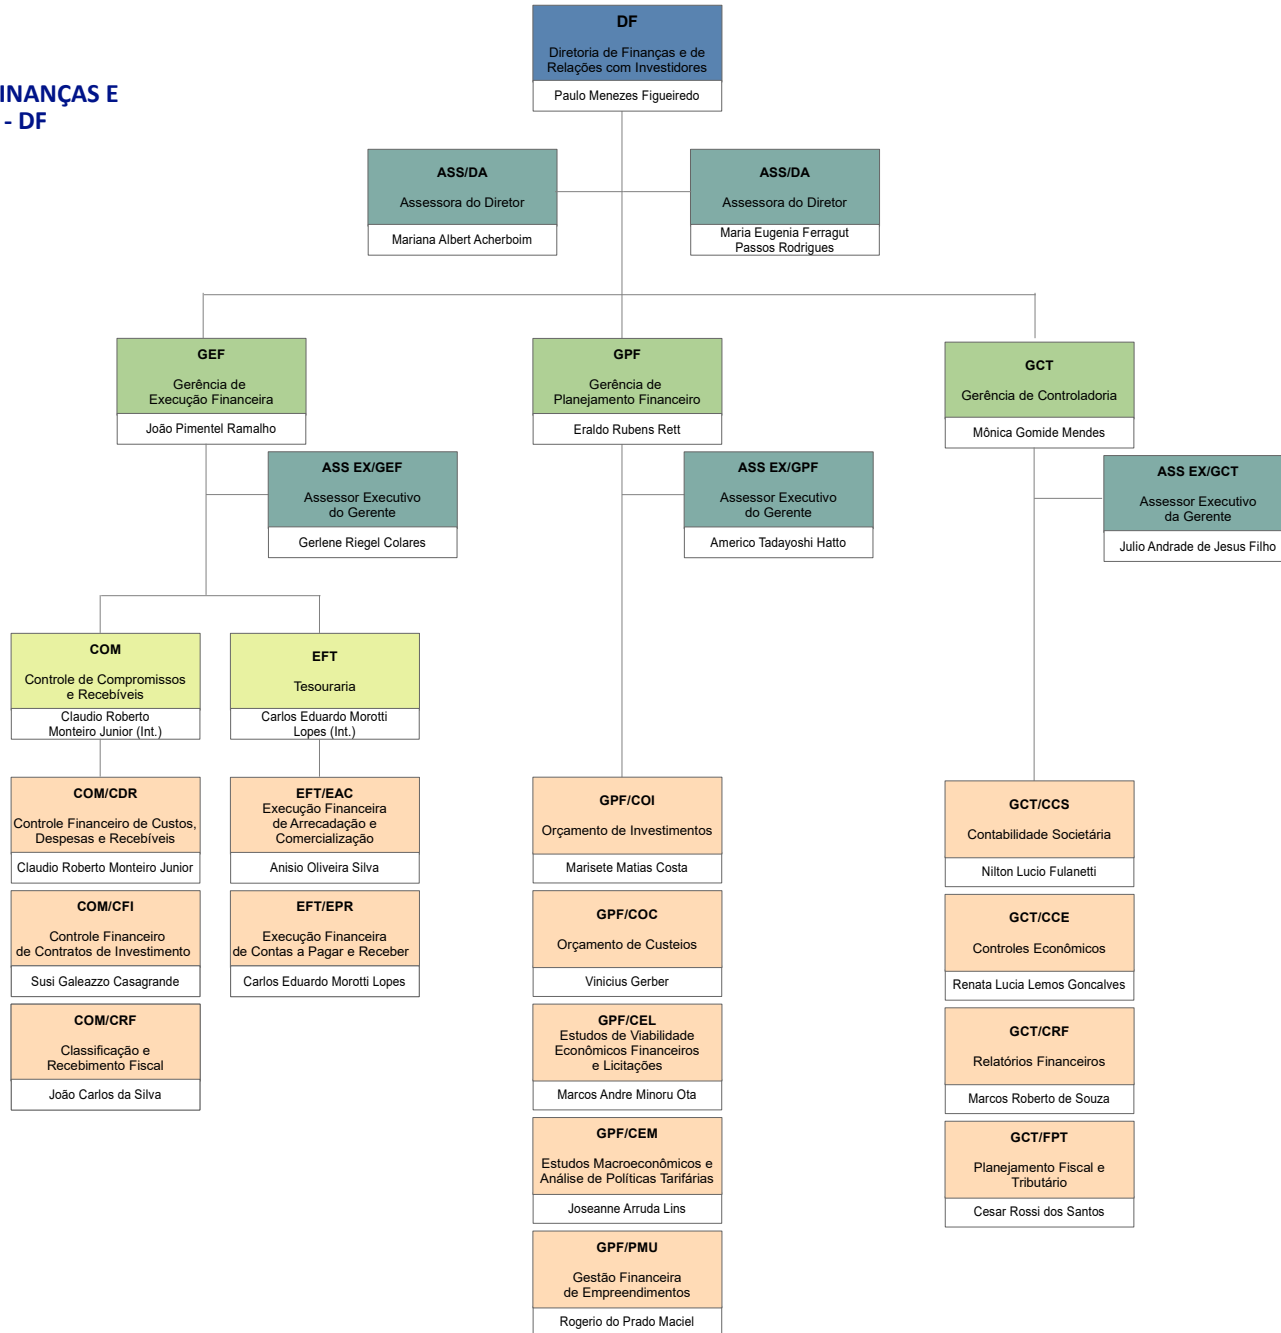 DF
Diretoria de Finanças e de
Relações com Investidores
Paulo Menezes Figueiredo
INANÇAS E
- DF
ASS/DA
Assessora do Diretor
Mariana Albert Acherboim
ASS/DA
Assessora do Diretor
Maria Eugenia Ferragut
Passos Rodrigues
GEF
Gerência de
Execução Financeira
João Pimentel Ramalho
GPF
Gerência de
Planejamento Financeiro
Eraldo Rubens Rett
GCT
Gerência de Controladoria
Mônica Gomide Mendes
ASS EX/GEF
Assessor Executivo
do Gerente
Gerlene Riegel Colares
ASS EX/GPF
Assessor Executivo
do Gerente
Americo Tadayoshi Hatto
ASS EX/GCT
Assessor Executivo
da Gerente
Julio Andrade de Jesus Filho
COM
Controle de Compromissos
e Recebíveis
Claudio Roberto
Monteiro Junior (Int.)
EFT
Tesouraria
Carlos Eduardo Morotti
Lopes (Int.)
COM/CDR
Controle Financeiro de Custos,
Despesas e Recebíveis
Claudio Roberto Monteiro Junior
COM/CFI
Controle Financeiro
de Contratos de Investimento
Susi Galeazzo Casagrande
COM/CRF
Classificação e
Recebimento Fiscal
João Carlos da Silva
EFT/EAC
Execução Financeira
de Arrecadação e
Comercialização
Anisio Oliveira Silva
EFT/EPR
Execução Financeira
de Contas a Pagar e Receber
Carlos Eduardo Morotti Lopes
GPF/COI
Orçamento de Investimentos
Marisete Matias Costa
GPF/COC
Orçamento de Custeios
Vinicius Gerber
GPF/CEL
Estudos de Viabilidade
Econômicos Financeiros
e Licitações
Marcos Andre Minoru Ota
GPF/CEM
Estudos Macroeconômicos e
Análise de Políticas Tarifárias
Joseanne Arruda Lins
GPF/PMU
Gestão Financeira
de Empreendimentos
Rogerio do Prado Maciel
GCT/CCS
Contabilidade Societária
Nilton Lucio Fulanetti
GCT/CCE
Controles Econômicos
Renata Lucia Lemos Goncalves
GCT/CRF
Relatórios Financeiros
Marcos Roberto de Souza
GCT/FPT
Planejamento Fiscal e
Tributário
Cesar Rossi dos Santos